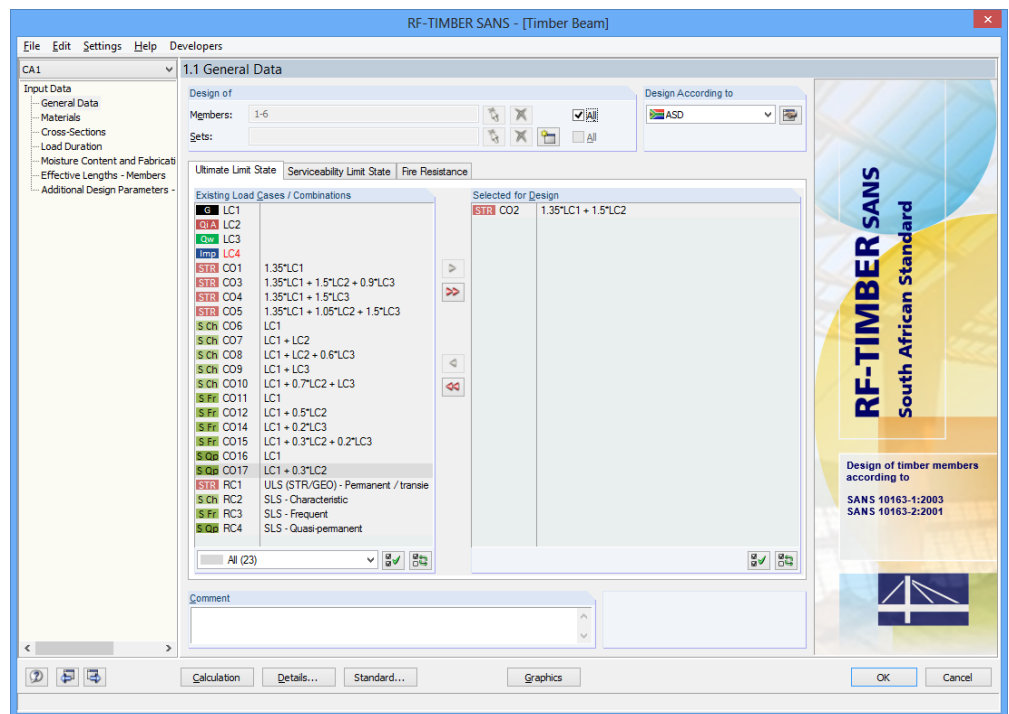 RF-TIMBER SANS - [Timber Beam]
File Edit Settings Help Developers
CA1
Input Data
General Data
Materials
Cross-Sections
Load Duration
Moisture Content and Fabricati
Effective Lengths - Members
Additional Design Parameters -
1.1 General Data
Design of
Members: 1-6 All
Sets: All
Design According to
ASD
Ultimate Limit State Serviceability Limit State Fire Resistance
Existing Load Cases / Combinations
G LC1
Qi A LC2
Qw LC3
Imp LC4
STR CO1 1.35*LC1
STR CO3 1.35*LC1 + 1.5*LC2 + 0.9*LC3
STR CO4 1.35*LC1 + 1.5*LC3
STR CO5 1.35*LC1 + 1.05*LC2 + 1.5*LC3
S Ch CO6 LC1
S Ch CO7 LC1 + LC2
S Ch CO8 LC1 + LC2 + 0.6*LC3
S Ch CO9 LC1 + LC3
S Ch CO10 LC1 + 0.7*LC2 + LC3
S Fr CO11 LC1
S Fr CO12 LC1 + 0.5*LC2
S Fr CO14 LC1 + 0.2*LC3
S Fr CO15 LC1 + 0.3*LC2 + 0.2*LC3
S Qp CO16 LC1
S Qp CO17 LC1 + 0.3*LC2
STR RC1 ULS (STR/GEO) - Permanent / transie
S Ch RC2 SLS - Characteristic
S Fr RC3 SLS - Frequent
S Qp RC4 SLS - Quasi-permanent
All (23)
Selected for Design
STR CO2 1.35*LC1 + 1.5*LC2
Comment
RF-TIMBER SANS
South African Standard
Design of timber members
according to
SANS 10163-1:2003
SANS 10163-2:2001
Calculation Details... Standard... Graphics OK Cancel